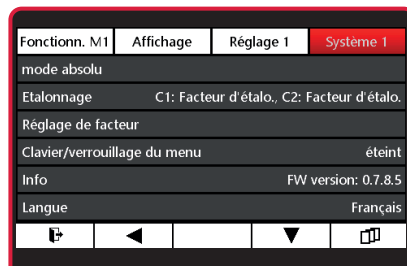 Fonctionn. M1 Affichage Réglage 1 Système 1
mode absolu
Etalonnage C1: Facteur d'étalo., C2: Facteur d'étalo.
Réglage de facteur
Clavier/verrouillage du menu éteint
Info FW version: 0.7.8.5
Langue Français